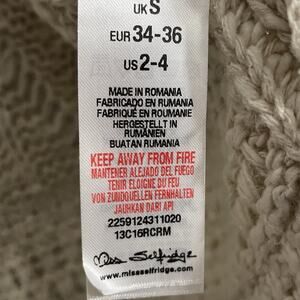 UK S
EUR 34-36
US 2-4
MADE IN ROMANIA
FABRICADO EN RUMANIA
FABRIQUÉ EN ROUMANIE
HERGESTELLT IN
RUMÄNIEN
BUATAN RUMANIA
KEEP AWAY FROM FIRE
MANTENER ALEJADO DEL FUEGO
TENIR ELOIGNE DU FEU
VON ZUNDQUELLEN FERNHALTEN
JAUHKAN DARI API
2259124311020
13C16RCRM
Miss Selfridge
www.missselfridge.com